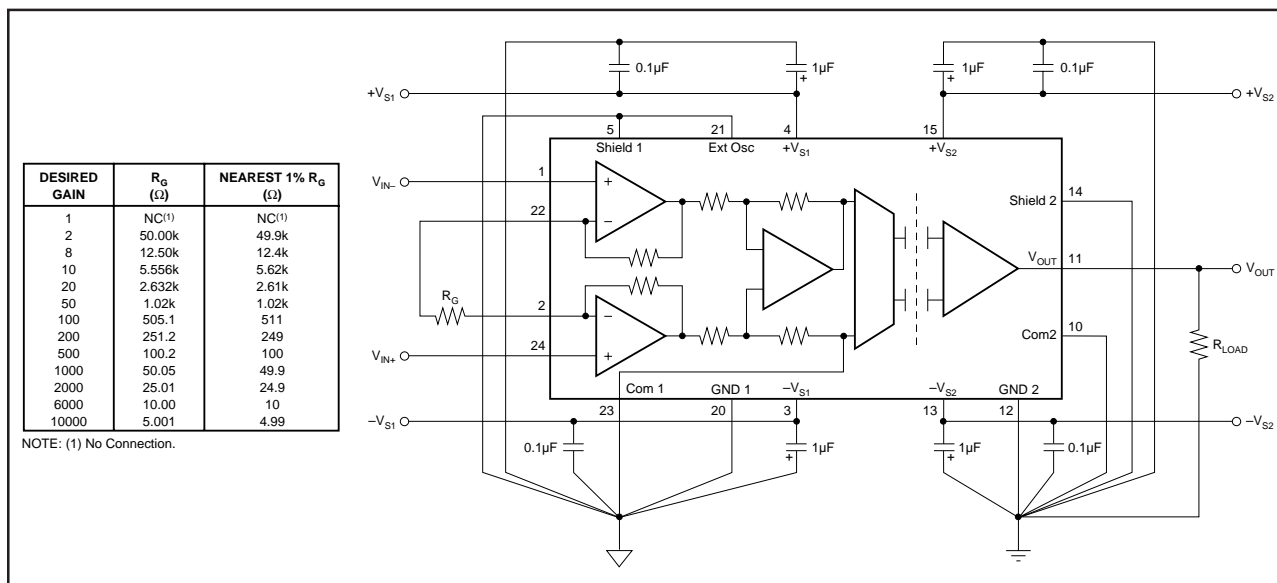 DESIRED GAIN | R_G (Ω) | NEAREST 1% R_G (Ω)
1 | NC(1) | NC(1)
2 | 50.00k | 49.9k
8 | 12.50k | 12.4k
10 | 5.556k | 5.62k
20 | 2.632k | 2.61k
50 | 1.02k | 1.02k
100 | 505.1 | 511
200 | 251.2 | 249
500 | 100.2 | 100
1000 | 50.05 | 49.9
2000 | 25.01 | 24.9
6000 | 10.00 | 10
10000 | 5.001 | 4.99
NOTE: (1) No Connection.
0.1µF
1µF
+
1µF
+
0.1µF
+V_S1
+V_S2
5
21
4
15
Shield 1
Ext Osc
+V_S1
+V_S2
V_IN–
1
+
22
–
Shield 2
14
V_OUT
11
V_OUT
R_G
2
–
Com2
10
R_LOAD
V_IN+
24
+
Com 1
GND 1
–V_S1
–V_S2
GND 2
23
20
3
13
12
–V_S1
–V_S2
0.1µF
1µF
+
1µF
+
0.1µF